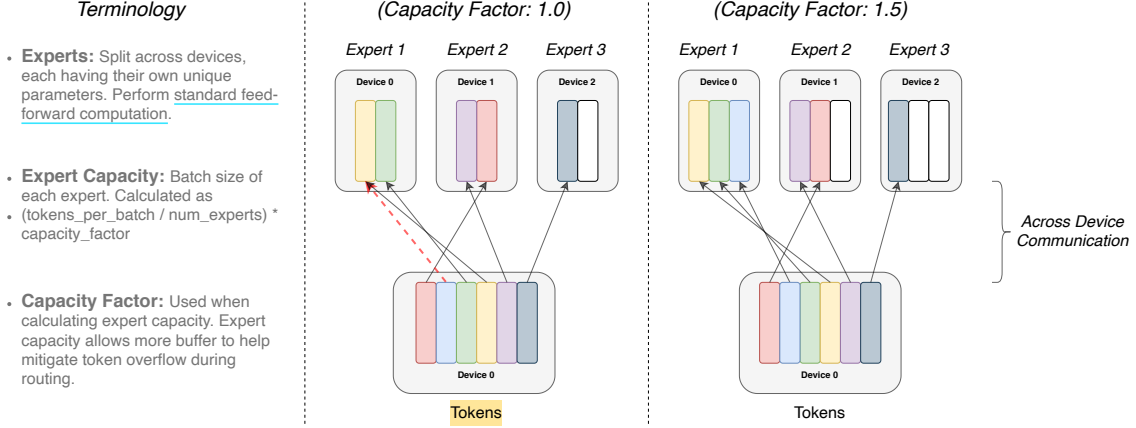 Terminology
• Experts: Split across devices,
each having their own unique
parameters. Perform standard feed-
forward computation.
• Expert Capacity: Batch size of
each expert. Calculated as
• (tokens_per_batch / num_experts) *
capacity_factor
• Capacity Factor: Used when
calculating expert capacity. Expert
capacity allows more buffer to help
mitigate token overflow during
routing.
(Capacity Factor: 1.0)
Expert 1 Expert 2 Expert 3
Device 0 Device 1 Device 2
Device 0
Tokens
(Capacity Factor: 1.5)
Expert 1 Expert 2 Expert 3
Device 0 Device 1 Device 2
Device 0
Tokens
Across Device
Communication